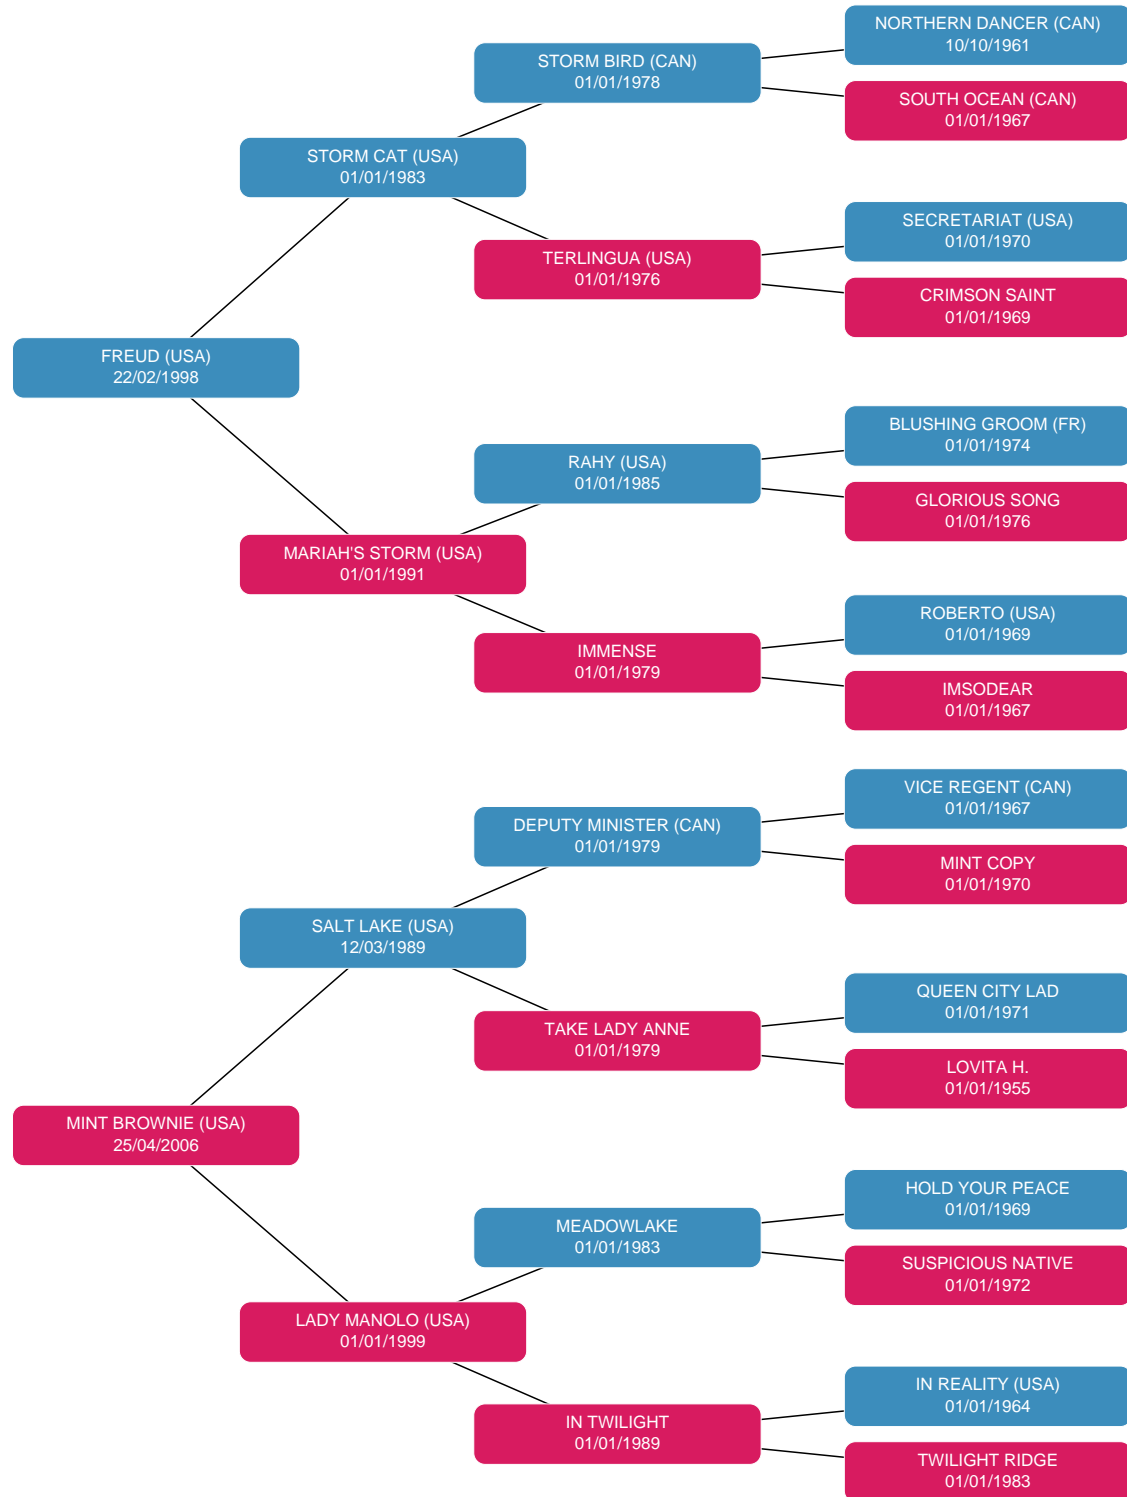 NORTHERN DANCER (CAN)
10/10/1961
STORM BIRD (CAN)
01/01/1978
SOUTH OCEAN (CAN)
01/01/1967
STORM CAT (USA)
01/01/1983
SECRETARIAT (USA)
01/01/1970
TERLINGUA (USA)
01/01/1976
CRIMSON SAINT
01/01/1969
FREUD (USA)
22/02/1998
BLUSHING GROOM (FR)
01/01/1974
RAHY (USA)
01/01/1985
GLORIOUS SONG
01/01/1976
MARIAH'S STORM (USA)
01/01/1991
ROBERTO (USA)
01/01/1969
IMMENSE
01/01/1979
IMSODEAR
01/01/1967
VICE REGENT (CAN)
01/01/1967
DEPUTY MINISTER (CAN)
01/01/1979
MINT COPY
01/01/1970
SALT LAKE (USA)
12/03/1989
QUEEN CITY LAD
01/01/1971
TAKE LADY ANNE
01/01/1979
LOVITA H.
01/01/1955
MINT BROWNIE (USA)
25/04/2006
HOLD YOUR PEACE
01/01/1969
MEADOWLAKE
01/01/1983
SUSPICIOUS NATIVE
01/01/1972
LADY MANOLO (USA)
01/01/1999
IN REALITY (USA)
01/01/1964
IN TWILIGHT
01/01/1989
TWILIGHT RIDGE
01/01/1983